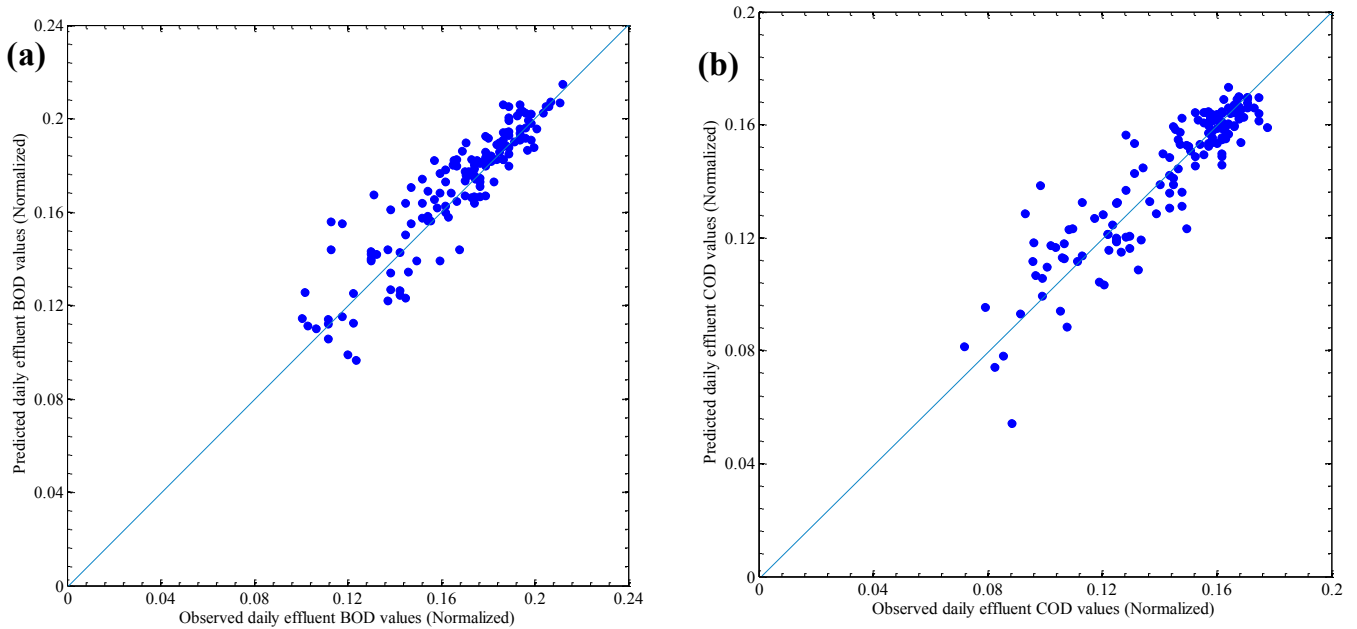 (a)
Predicted daily effluent BOD values (Normalized)
0.24
0.2
0.16
0.12
0.08
0.04
0
0 0.04 0.08 0.12 0.16 0.2 0.24
Observed daily effluent BOD values (Normalized)
(b)
Predicted daily effluent COD values (Normalized)
0.2
0.16
0.12
0.08
0.04
0
0 0.04 0.08 0.12 0.16 0.2
Observed daily effluent COD values (Normalized)